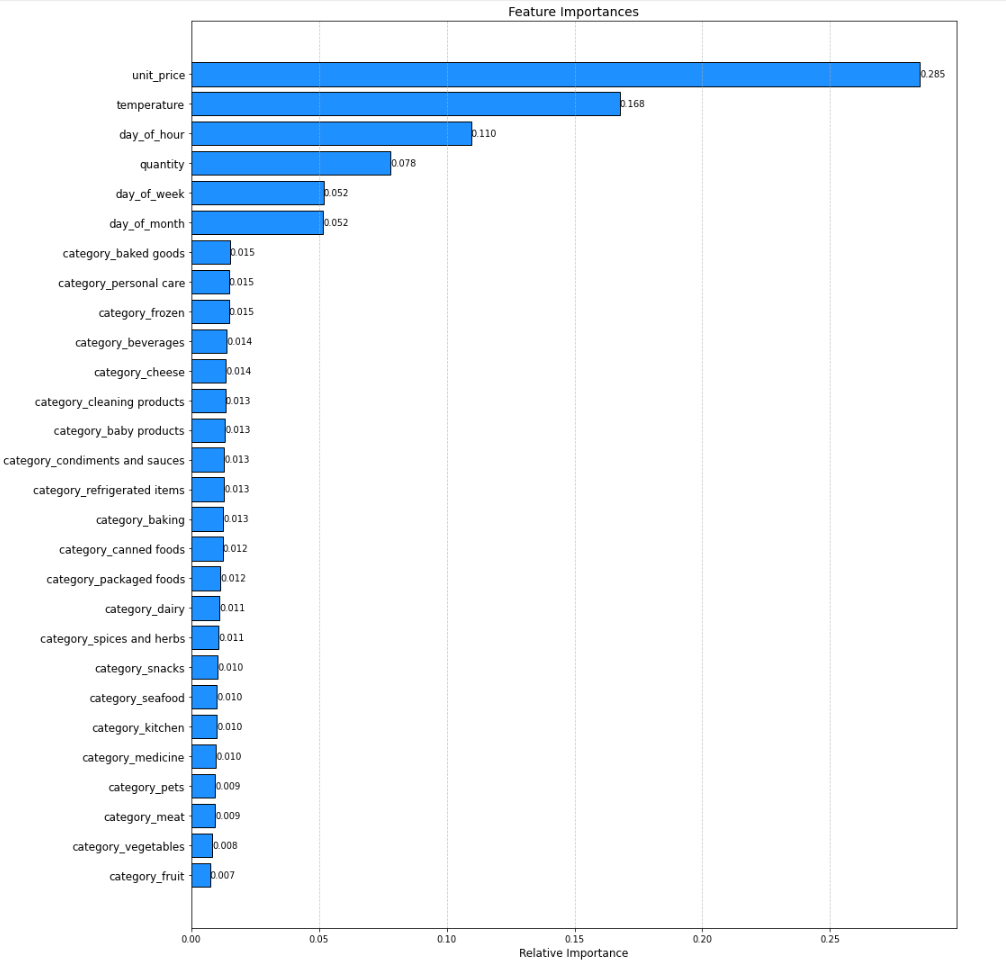 Feature Importances
unit_price 0.285
temperature 0.168
day_of_hour 0.110
quantity 0.078
day_of_week 0.052
day_of_month 0.052
category_baked goods 0.015
category_personal care 0.015
category_frozen 0.015
category_beverages 0.014
category_cheese 0.014
category_cleaning products 0.013
category_baby products 0.013
category_condiments and sauces 0.013
category_refrigerated items 0.013
category_baking 0.013
category_canned foods 0.012
category_packaged foods 0.012
category_dairy 0.011
category_spices and herbs 0.011
category_snacks 0.010
category_seafood 0.010
category_kitchen 0.010
category_medicine 0.010
category_pets 0.009
category_meat 0.009
category_vegetables 0.008
category_fruit 0.007
0.00 0.05 0.10 0.15 0.20 0.25
Relative Importance